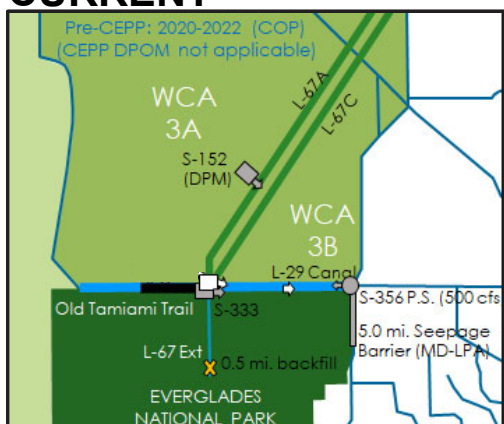 CURRENT
Pre-CEPP: 2020-2022 (COP)
(CEPP DPOM not applicable)
WCA
3A
L-67A
L-67C
S-152
(DPM)
WCA
3B
L-29 Canal
Old Tamiami Trail
S-333
S-356 P.S. (500 cfs
L-67 Ext
0.5 mi. backfill
5.0 mi. Seepage
Barrier (MD-LPA)
EVERGLADES
NATIONAL PARK